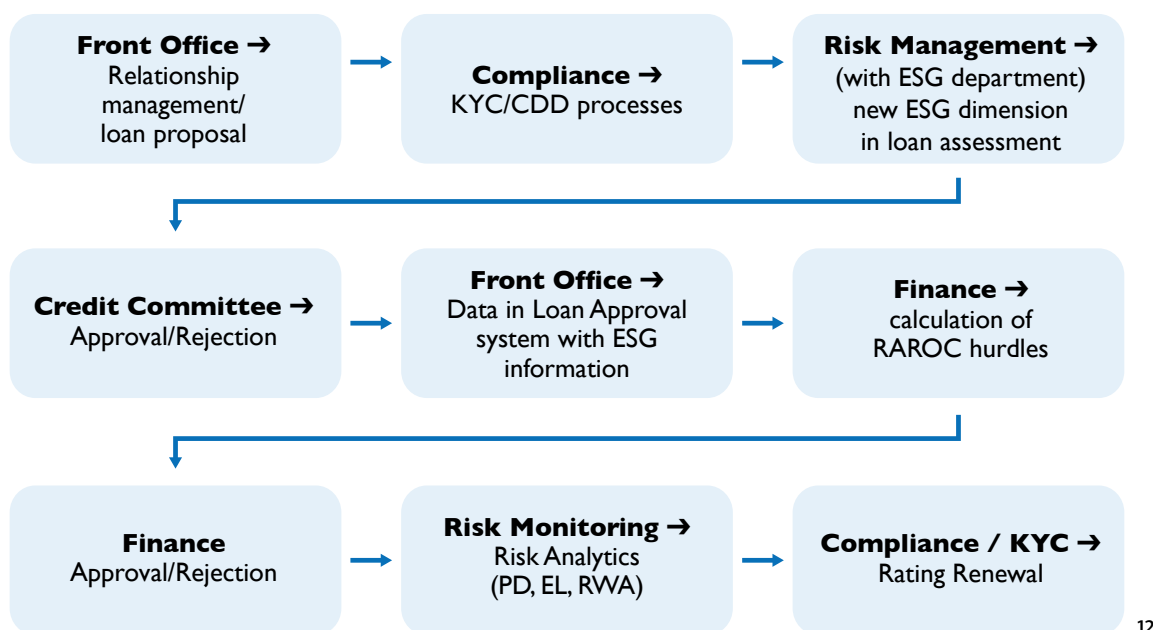 Front Office ➔
Relationship
management/
loan proposal
Compliance ➔
KYC/CDD processes
Risk Management ➔
(with ESG department)
new ESG dimension
in loan assessment
Credit Committee ➔
Approval/Rejection
Front Office ➔
Data in Loan Approval
system with ESG
information
Finance ➔
calculation of
RAROC hurdles
Finance
Approval/Rejection
Risk Monitoring ➔
Risk Analytics
(PD, EL, RWA)
Compliance / KYC ➔
Rating Renewal
12